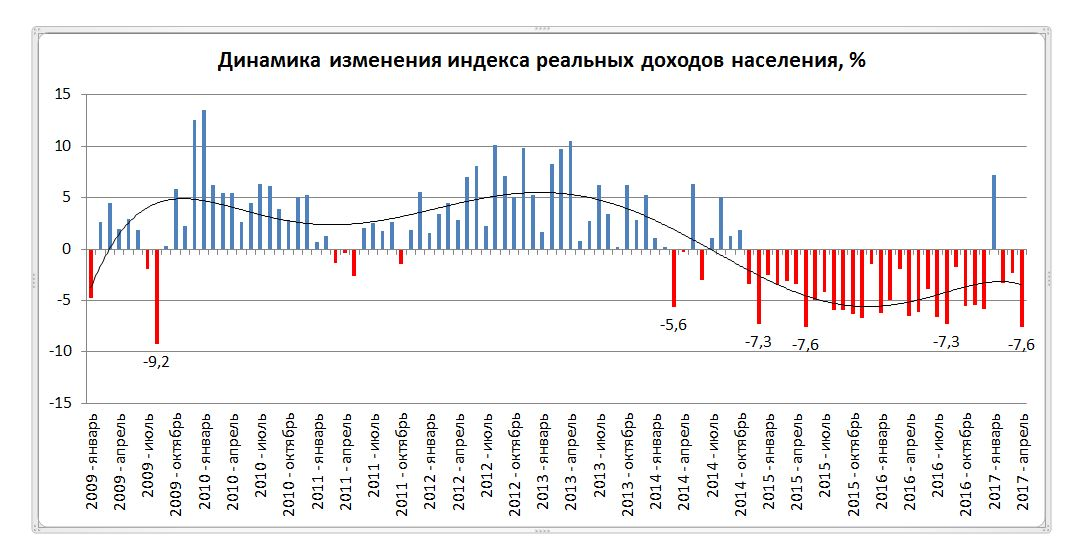 Динамика изменения индекса реальных доходов населения, %
15
10
5
0
-5
-10
-15
-9,2
-5,6
-7,3
-7,6
-7,3
-7,6
2009 - январь
2009 - апрель
2009 - июль
2009 - октябрь
2010 - январь
2010 - апрель
2010 - июль
2010 - октябрь
2011 - январь
2011 - апрель
2011 - июль
2011 - октябрь
2012 - январь
2012 - апрель
2012 - июль
2012 - октябрь
2013 - январь
2013 - апрель
2013 - июль
2013 - октябрь
2014 - январь
2014 - апрель
2014 - июль
2014 - октябрь
2015 - январь
2015 - апрель
2015 - июль
2015 - октябрь
2016 - январь
2016 - апрель
2016 - июль
2016 - октябрь
2017 - январь
2017 - апрель